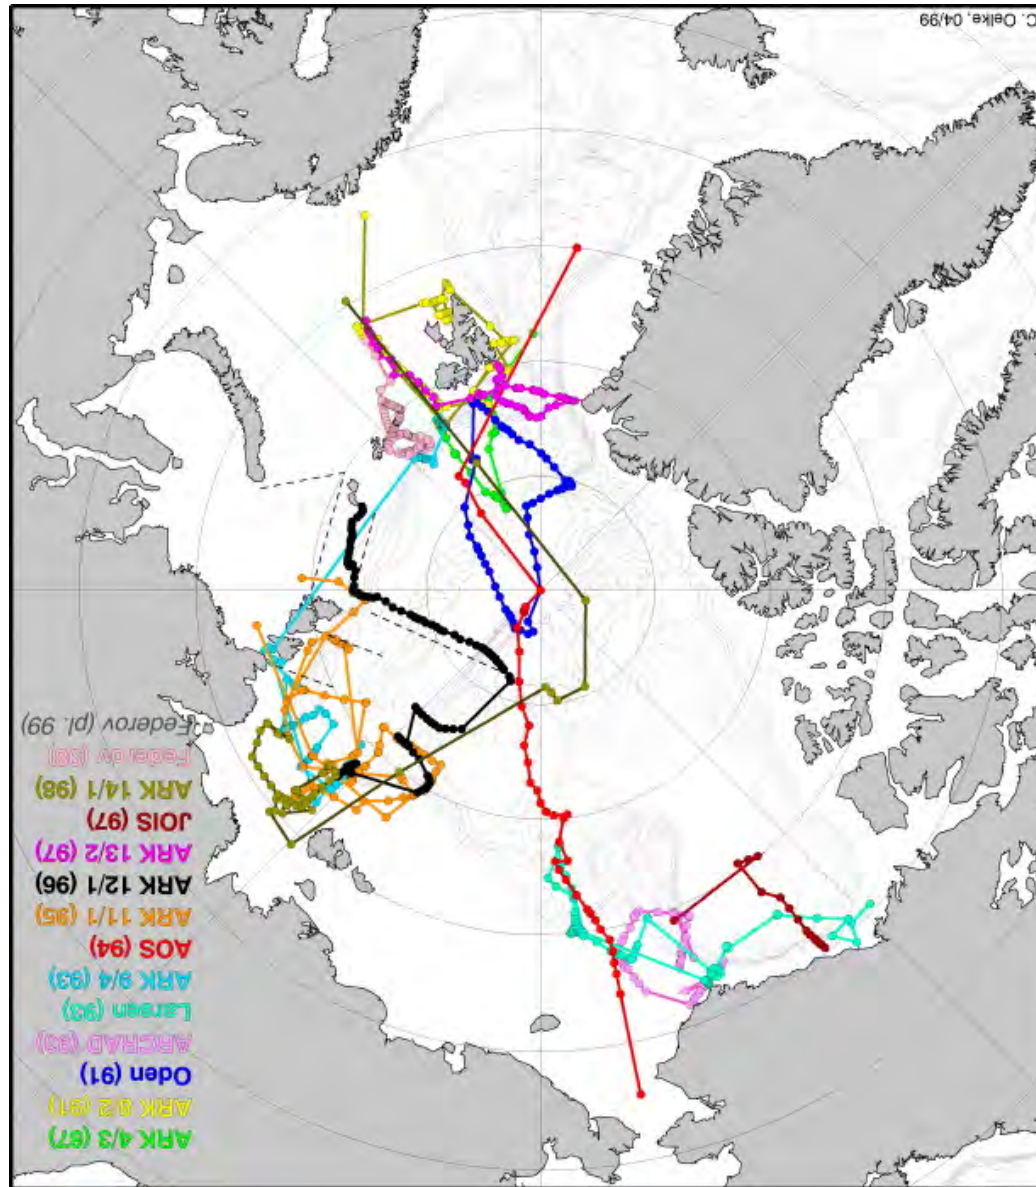 ARK 4/3 (87)
ARK 8/2 (91)
Oden (91)
ARCRAD (93)
Larsen (93)
ARK 9/4 (93)
AOS (94)
ARK 11/1 (95)
ARK 12/1 (96)
ARK 13/2 (97)
JOIS (97)
ARK 14/1 (98)
Federov (98)
Federov (pl. 99)
C. Oelke, 04/99